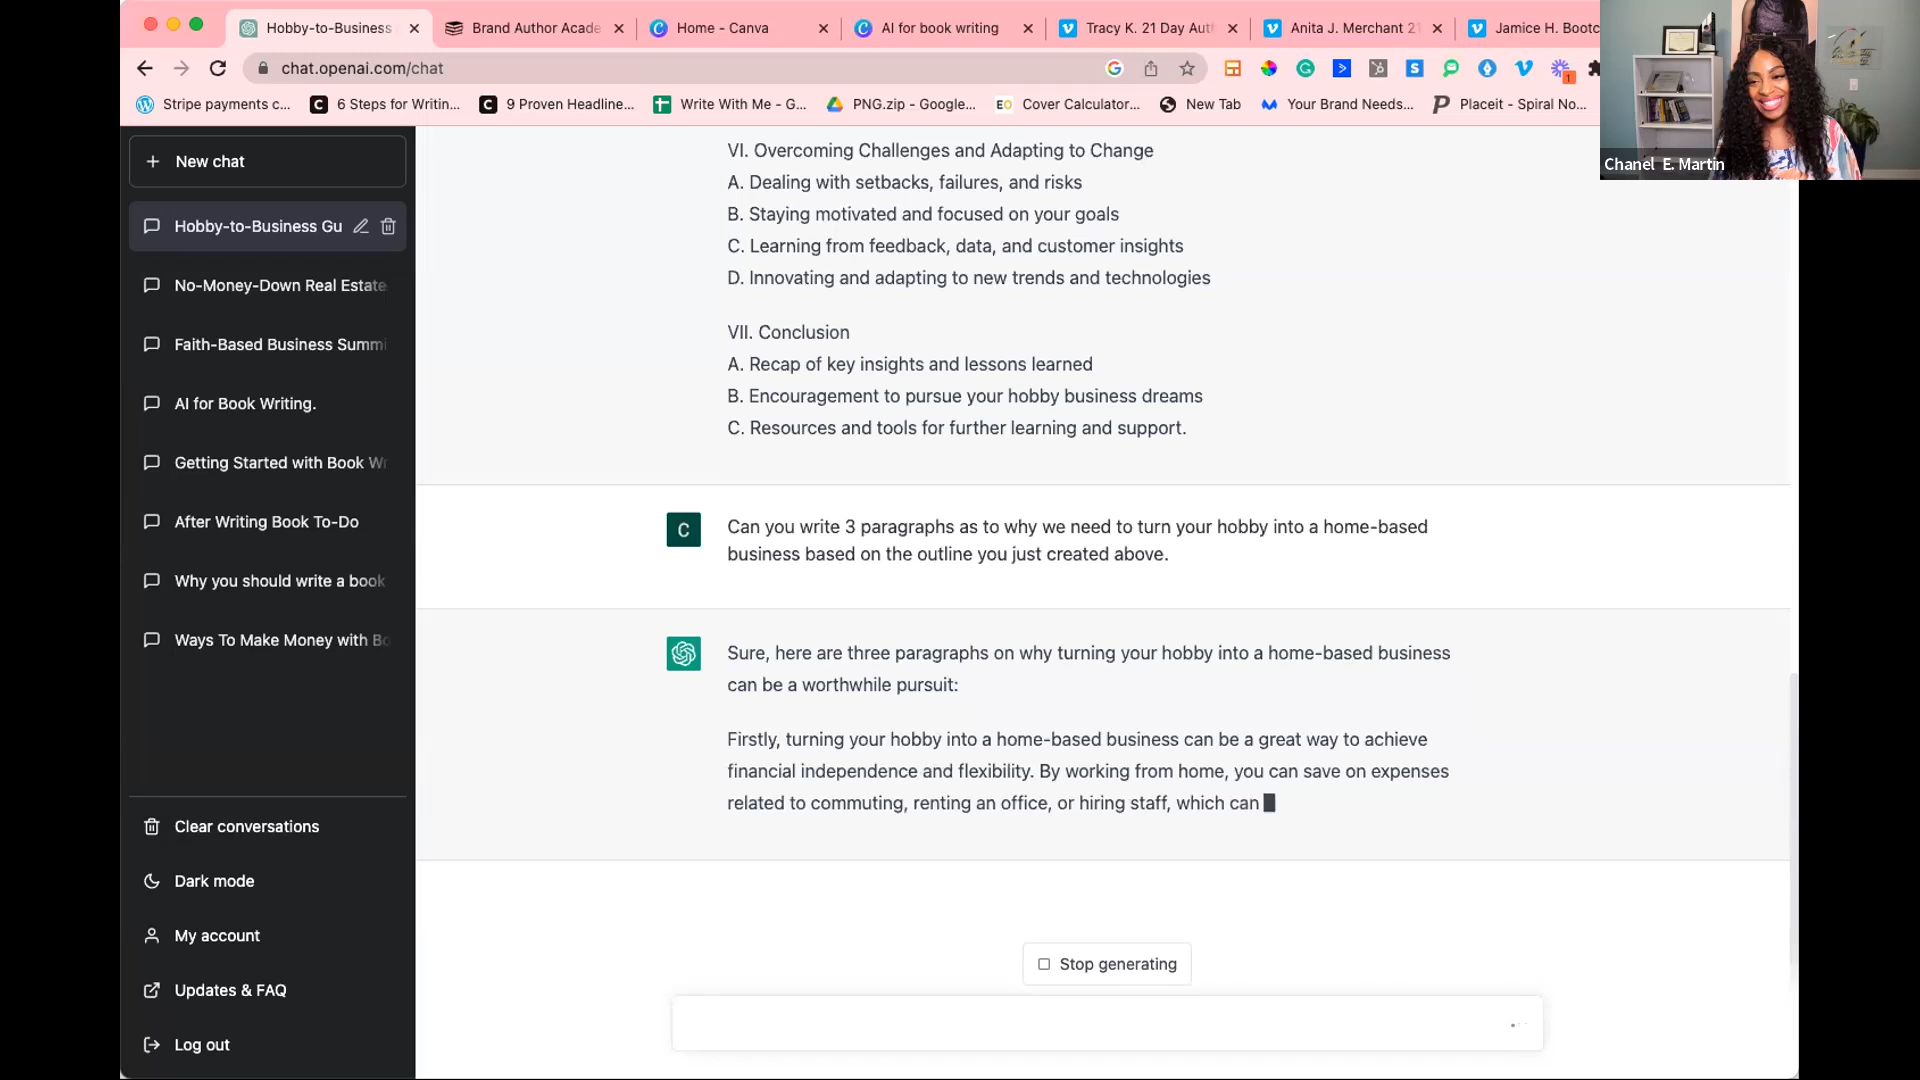 Hobby-to-Business
Brand Author Acade
Home - Canva
AI for book writing
Tracy K. 21 Day Aut
Anita J. Merchant 21
Jamice H. Bootc
chat.openai.com/chat
Stripe payments c...
6 Steps for Writin...
9 Proven Headline...
Write With Me - G...
PNG.zip - Google...
EO Cover Calculator...
New Tab
Your Brand Needs...
Placeit - Spiral No...
Chanel E. Martin
New chat
Hobby-to-Business Gu
No-Money-Down Real Estate
Faith-Based Business Summi
AI for Book Writing.
Getting Started with Book Wr
After Writing Book To-Do
Why you should write a book
Ways To Make Money with Bo
Clear conversations
Dark mode
My account
Updates & FAQ
Log out
VI. Overcoming Challenges and Adapting to Change
A. Dealing with setbacks, failures, and risks
B. Staying motivated and focused on your goals
C. Learning from feedback, data, and customer insights
D. Innovating and adapting to new trends and technologies
VII. Conclusion
A. Recap of key insights and lessons learned
B. Encouragement to pursue your hobby business dreams
C. Resources and tools for further learning and support.
C
Can you write 3 paragraphs as to why we need to turn your hobby into a home-based
business based on the outline you just created above.
Sure, here are three paragraphs on why turning your hobby into a home-based business
can be a worthwhile pursuit:
Firstly, turning your hobby into a home-based business can be a great way to achieve
financial independence and flexibility. By working from home, you can save on expenses
related to commuting, renting an office, or hiring staff, which can
Stop generating